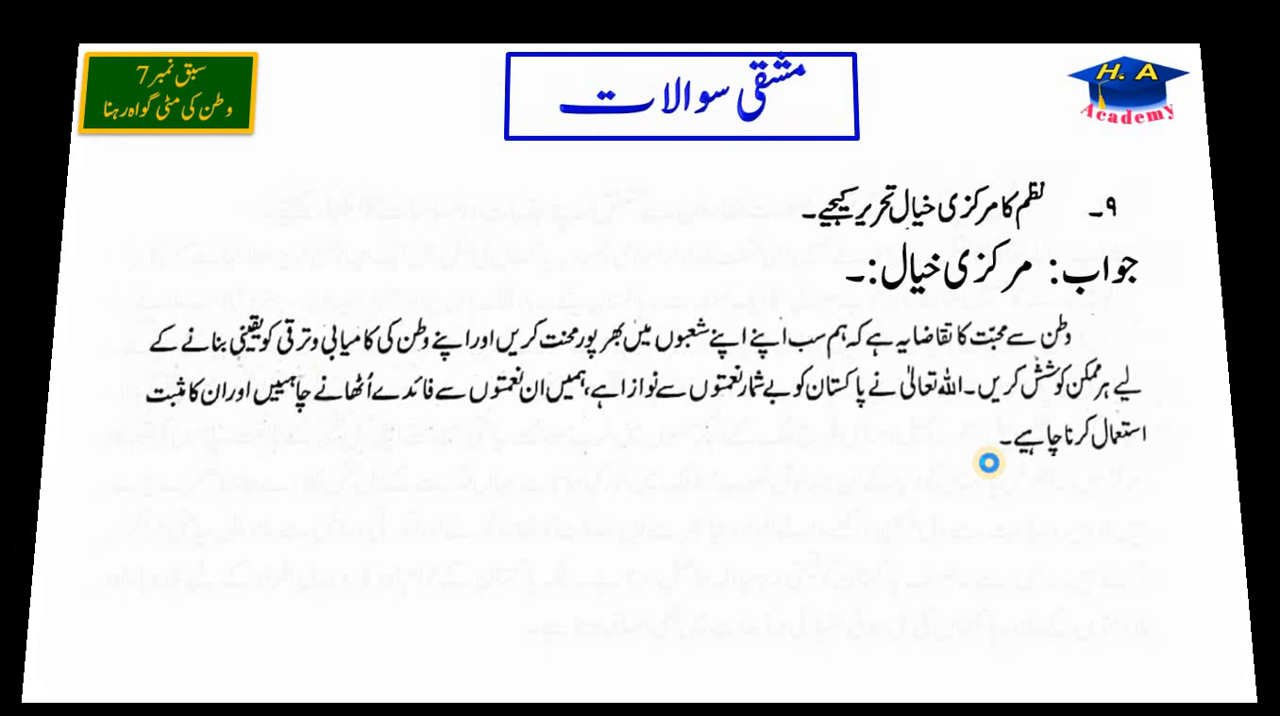 سبق نمبر 7
وطن کی مٹی گواہ رہنا
مشقی سوالات
H. A
Academy
۹۔ نظم کا مرکزی خیال تحریر کیجیے۔
جواب: مرکزی خیال:۔
وطن سے محبّت کا تقاضا یہ ہے کہ ہم سب اپنے اپنے شعبوں میں بھر پور محنت کریں اور اپنے وطن کی کامیابی و ترقی کو یقینی بنانے کے
لیے ہر ممکن کوشش کریں۔ اللہ تعالیٰ نے پاکستان کو بے شمار نعمتوں سے نوازا ہے، ہمیں ان نعمتوں سے فائدے اُٹھانے چاہییں اور ان کا مثبت
استعمال کرنا چاہیے۔